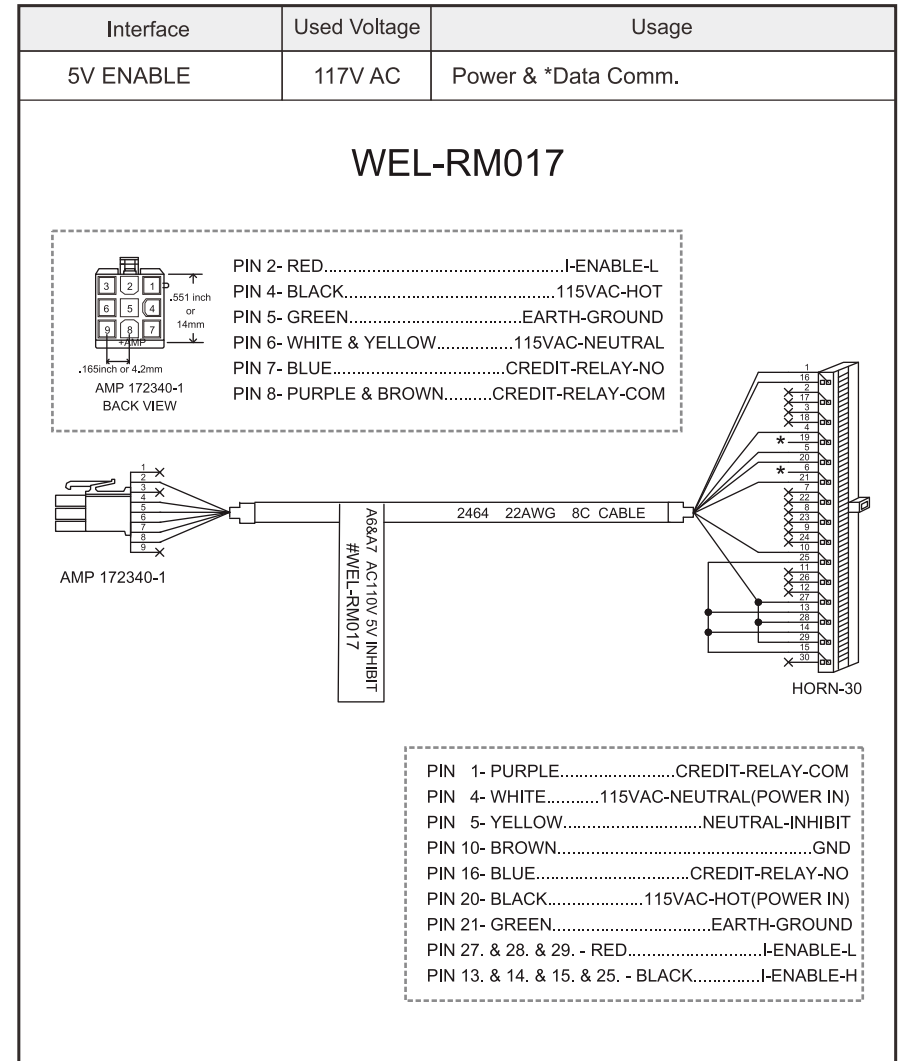 Interface Used Voltage Usage
5V ENABLE 117V AC Power & *Data Comm.
WEL-RM017
3 2 1
6 5 4
9 8 7
+AMP
.551 inch
or
14mm
.165inch or 4.2mm
AMP 172340-1
BACK VIEW
PIN 2- RED..............................................I-ENABLE-L
PIN 4- BLACK........................................115VAC-HOT
PIN 5- GREEN................................EARTH-GROUND
PIN 6- WHITE & YELLOW..............115VAC-NEUTRAL
PIN 7- BLUE.................................CREDIT-RELAY-NO
PIN 8- PURPLE & BROWN..........CREDIT-RELAY-COM
1
2
3
4
5
6
7
8
9
AMP 172340-1
A6&A7 AC110V 5V INHIBIT
#WEL-RM017
2464 22AWG 8C CABLE
1
16
2
17
3
18
4
* 19
5
20
* 6
21
7
22
8
23
9
24
10
25
11
26
12
27
13
28
14
29
15
30
HORN-30
PIN 1- PURPLE.......................CREDIT-RELAY-COM
PIN 4- WHITE..........115VAC-NEUTRAL(POWER IN)
PIN 5- YELLOW............................NEUTRAL-INHIBIT
PIN 10- BROWN.......................................................GND
PIN 16- BLUE...............................CREDIT-RELAY-NO
PIN 20- BLACK...................115VAC-HOT(POWER IN)
PIN 21- GREEN...............................EARTH-GROUND
PIN 27. & 28. & 29. - RED..........................I-ENABLE-L
PIN 13. & 14. & 15. & 25. - BLACK.............I-ENABLE-H